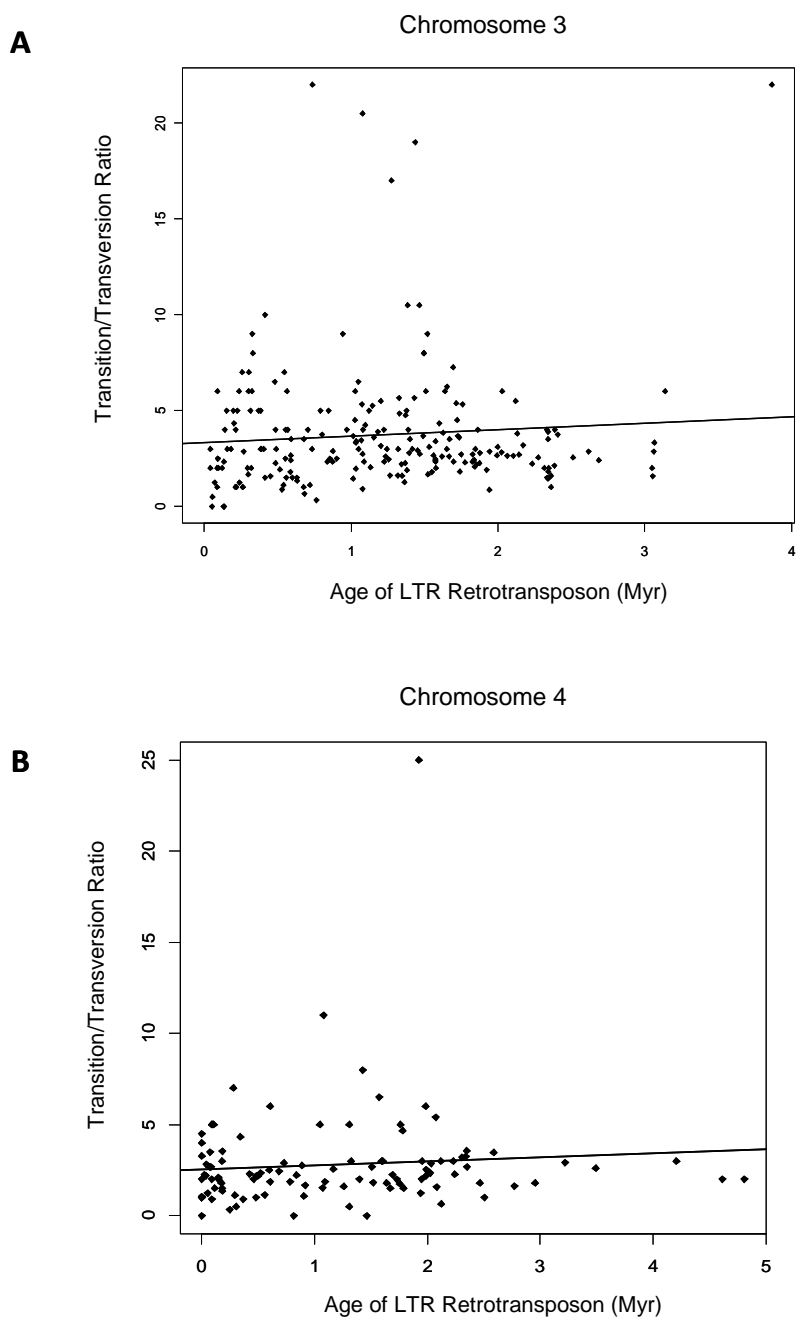 A
Chromosome 3
Transition/Transversion Ratio
20
15
10
5
0
0 1 2 3 4
Age of LTR Retrotransposon (Myr)
B
Chromosome 4
Transition/Transversion Ratio
25
20
15
10
5
0
0 1 2 3 4 5
Age of LTR Retrotransposon (Myr)